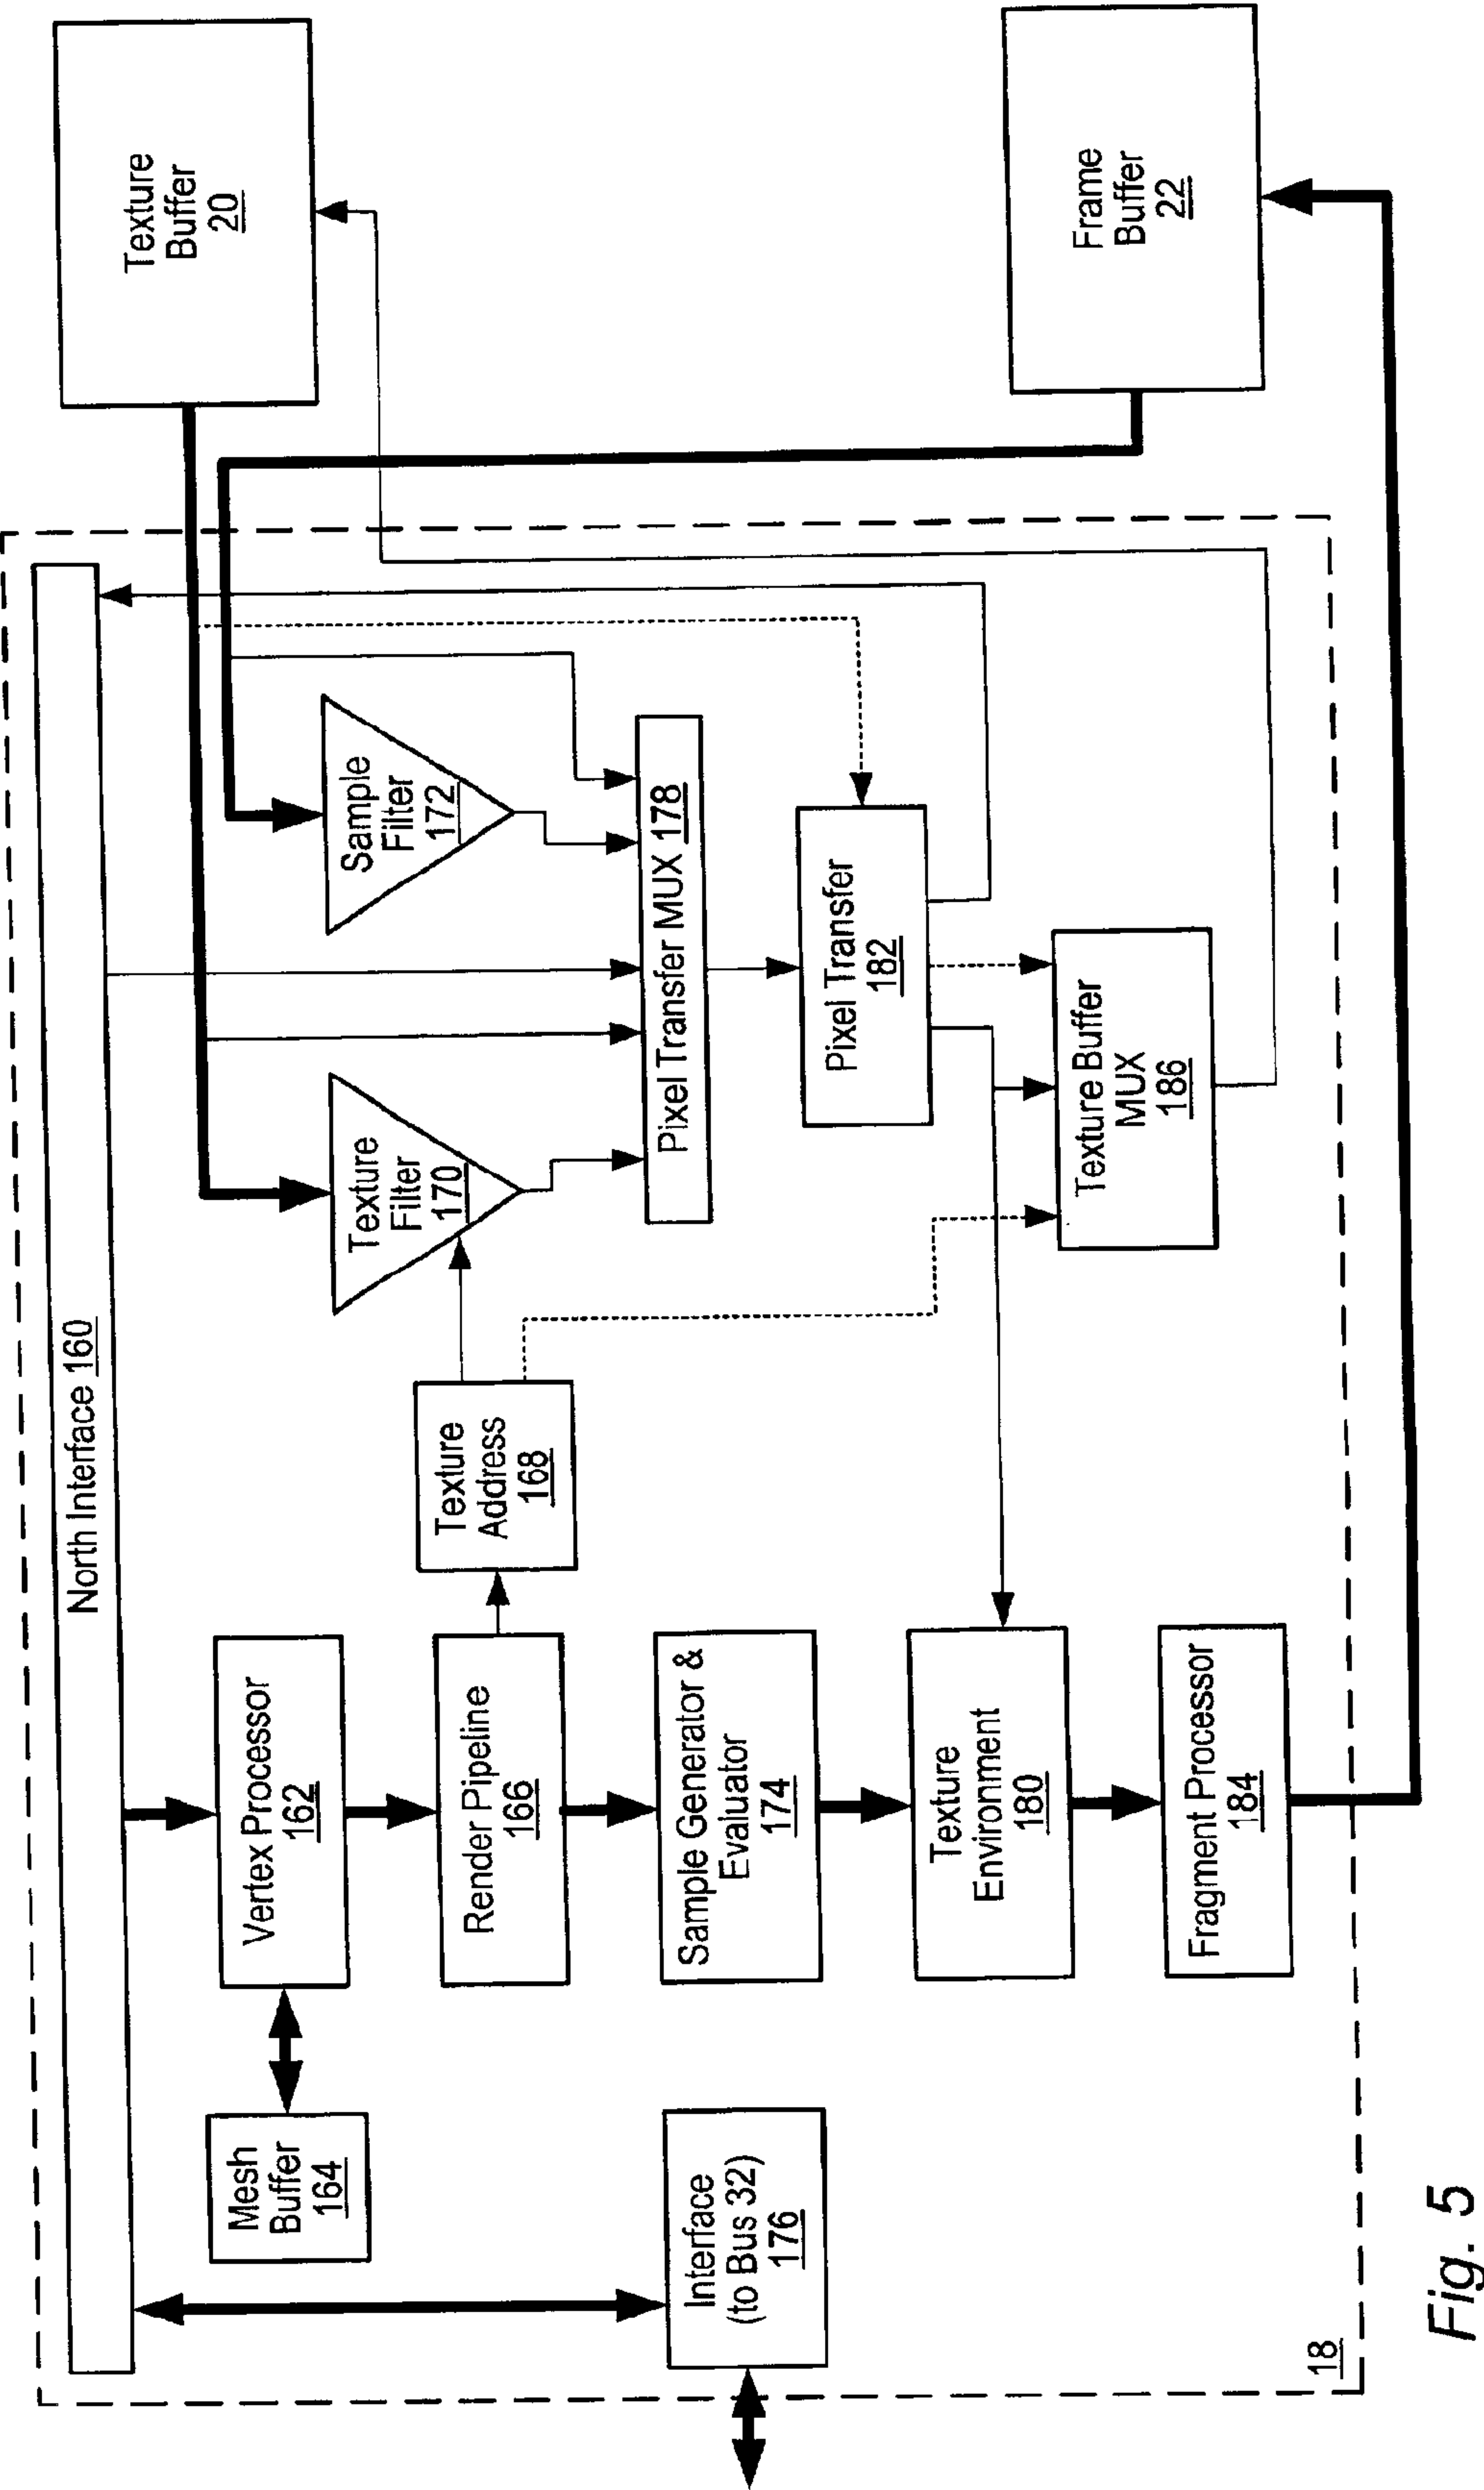 North Interface 160
Mesh
Buffer
164
Vertex Processor
162
Interface
(to Bus 32)
176
Render Pipeline
166
Texture
Address
168
Sample Generator &
Evaluator
174
Texture
Environment
180
Fragment Processor
184
Texture
Filter
170
Sample
Filter
172
Pixel Transfer MUX 178
Pixel Transfer
182
Texture Buffer
MUX
186
Texture
Buffer
20
Frame
Buffer
22
18
Fig. 5